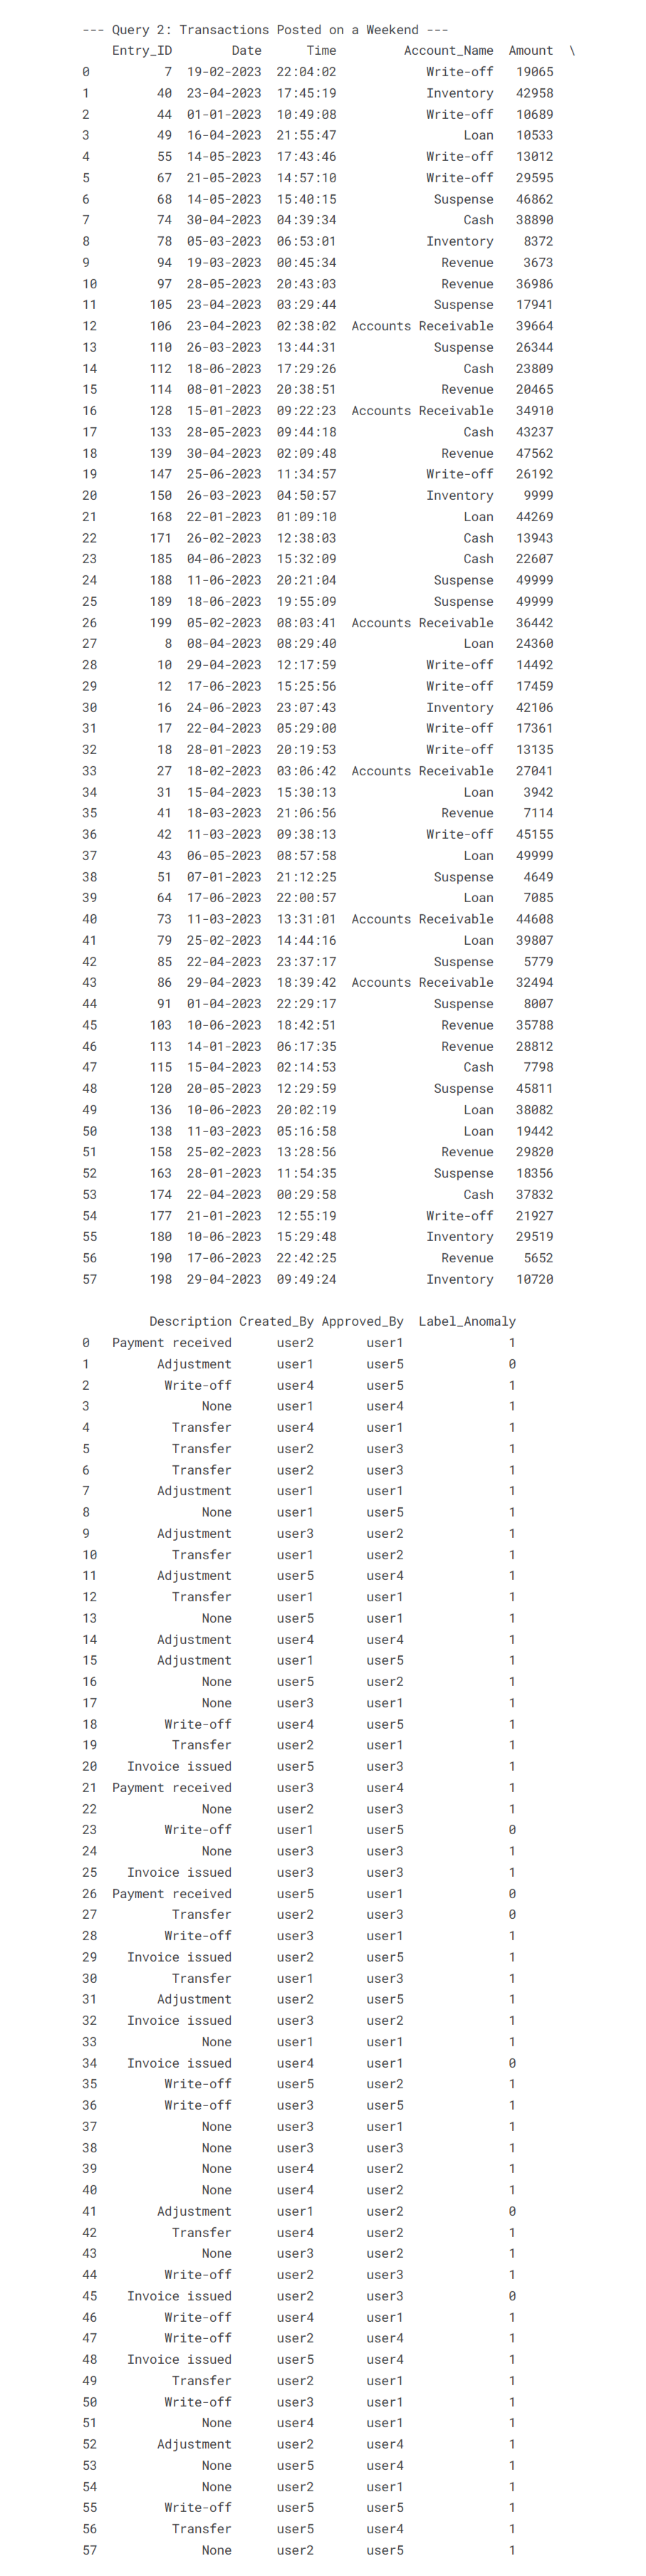 --- Query 2: Transactions Posted on a Weekend ---
Entry_ID Date Time Account_Name Amount \
0 7 19-02-2023 22:04:02 Write-off 19065
1 40 23-04-2023 17:45:19 Inventory 42958
2 44 01-01-2023 10:49:08 Write-off 10689
3 49 16-04-2023 21:55:47 Loan 10533
4 55 14-05-2023 17:43:46 Write-off 13012
5 67 21-05-2023 14:57:10 Write-off 29595
6 68 14-05-2023 15:40:15 Suspense 46862
7 74 30-04-2023 04:39:34 Cash 38890
8 78 05-03-2023 06:53:01 Inventory 8372
9 94 19-03-2023 00:45:34 Revenue 3673
10 97 28-05-2023 20:43:03 Revenue 36986
11 105 23-04-2023 03:29:44 Suspense 17941
12 106 23-04-2023 02:38:02 Accounts Receivable 39664
13 110 26-03-2023 13:44:31 Suspense 26344
14 112 18-06-2023 17:29:26 Cash 23809
15 114 08-01-2023 20:38:51 Revenue 20465
16 128 15-01-2023 09:22:23 Accounts Receivable 34910
17 133 28-05-2023 09:44:18 Cash 43237
18 139 30-04-2023 02:09:48 Revenue 47562
19 147 25-06-2023 11:34:57 Write-off 26192
20 150 26-03-2023 04:50:57 Inventory 9999
21 168 22-01-2023 01:09:10 Loan 44269
22 171 26-02-2023 12:38:03 Cash 13943
23 185 04-06-2023 15:32:09 Cash 22607
24 188 11-06-2023 20:21:04 Suspense 49999
25 189 18-06-2023 19:55:09 Suspense 49999
26 199 05-02-2023 08:03:41 Accounts Receivable 36442
27 8 08-04-2023 08:29:40 Loan 24360
28 10 29-04-2023 12:17:59 Write-off 14492
29 12 17-06-2023 15:25:56 Write-off 17459
30 16 24-06-2023 23:07:43 Inventory 42106
31 17 22-04-2023 05:29:00 Write-off 17361
32 18 28-01-2023 20:19:53 Write-off 13135
33 27 18-02-2023 03:06:42 Accounts Receivable 27041
34 31 15-04-2023 15:30:13 Loan 3942
35 41 18-03-2023 21:06:56 Revenue 7114
36 42 11-03-2023 09:38:13 Write-off 45155
37 43 06-05-2023 08:57:58 Loan 49999
38 51 07-01-2023 21:12:25 Suspense 4649
39 64 17-06-2023 22:00:57 Loan 7085
40 73 11-03-2023 13:31:01 Accounts Receivable 44608
41 79 25-02-2023 14:44:16 Loan 39807
42 85 22-04-2023 23:37:17 Suspense 5779
43 86 29-04-2023 18:39:42 Accounts Receivable 32494
44 91 01-04-2023 22:29:17 Suspense 8007
45 103 10-06-2023 18:42:51 Revenue 35788
46 113 14-01-2023 06:17:35 Revenue 28812
47 115 15-04-2023 02:14:53 Cash 7798
48 120 20-05-2023 12:29:59 Suspense 45811
49 136 10-06-2023 20:02:19 Loan 38082
50 138 11-03-2023 05:16:58 Loan 19442
51 158 25-02-2023 13:28:56 Revenue 29820
52 163 28-01-2023 11:54:35 Suspense 18356
53 174 22-04-2023 00:29:58 Cash 37832
54 177 21-01-2023 12:55:19 Write-off 21927
55 180 10-06-2023 15:29:48 Inventory 29519
56 190 17-06-2023 22:42:25 Revenue 5652
57 198 29-04-2023 09:49:24 Inventory 10720
Description Created_By Approved_By Label_Anomaly
0 Payment received user2 user1 1
1 Adjustment user1 user5 0
2 Write-off user4 user5 1
3 None user1 user4 1
4 Transfer user4 user1 1
5 Transfer user2 user3 1
6 Transfer user2 user3 1
7 Adjustment user1 user1 1
8 None user1 user5 1
9 Adjustment user3 user2 1
10 Transfer user1 user2 1
11 Adjustment user5 user4 1
12 Transfer user1 user1 1
13 None user5 user1 1
14 Adjustment user4 user4 1
15 Adjustment user1 user5 1
16 None user5 user2 1
17 None user3 user1 1
18 Write-off user4 user5 1
19 Transfer user2 user1 1
20 Invoice issued user5 user3 1
21 Payment received user3 user4 1
22 None user2 user3 1
23 Write-off user1 user5 0
24 None user3 user3 1
25 Invoice issued user3 user3 1
26 Payment received user5 user1 0
27 Transfer user2 user3 0
28 Write-off user3 user1 1
29 Invoice issued user2 user5 1
30 Transfer user1 user3 1
31 Adjustment user2 user5 1
32 Invoice issued user3 user2 1
33 None user1 user1 1
34 Invoice issued user4 user1 0
35 Write-off user5 user2 1
36 Write-off user3 user5 1
37 None user3 user1 1
38 None user3 user3 1
39 None user4 user2 1
40 None user4 user2 1
41 Adjustment user1 user2 0
42 Transfer user4 user2 1
43 None user3 user2 1
44 Write-off user2 user3 1
45 Invoice issued user2 user3 0
46 Write-off user4 user1 1
47 Write-off user2 user4 1
48 Invoice issued user5 user4 1
49 Transfer user2 user1 1
50 Write-off user3 user1 1
51 None user4 user1 1
52 Adjustment user2 user4 1
53 None user5 user4 1
54 None user2 user1 1
55 Write-off user5 user5 1
56 Transfer user5 user4 1
57 None user2 user5 1